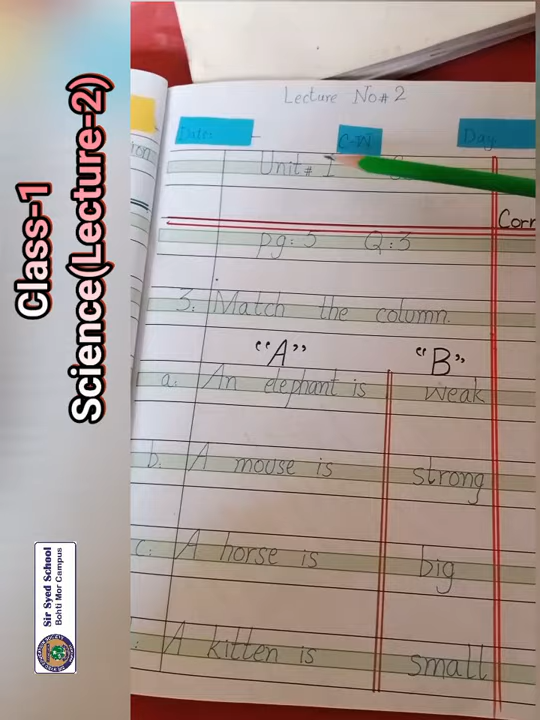 Class-1
Science(Lecture-2)
Sir Syed School
Bohti Mor Campus
Lecture No# 2
Date:
C-W
Day
Unit# 1
Corr
pg: 5 Q:3
3. Match the column.
"A" "B"
a. An elephant is weak
b. A mouse is strong
c. A horse is big
A kitten is small